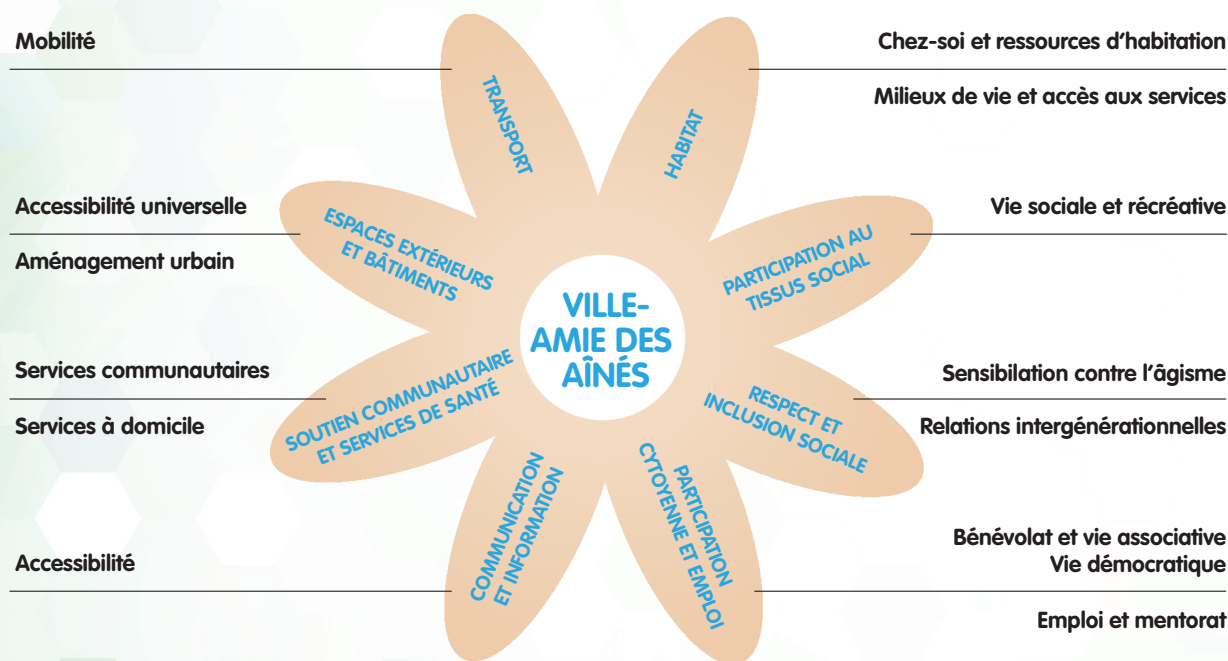 Mobilité
Chez-soi et ressources d'habitation
Milieux de vie et accès aux services
TRANSPORT
HABITAT
Accessibilité universelle
Aménagement urbain
Vie sociale et récréative
ESPACES EXTÉRIEURS
ET BÂTIMENTS
PARTICIPATION AU
TISSUS SOCIAL
VILLE-
AMIE DES
AÎNÉS
Services communautaires
Services à domicile
Sensibilation contre l'âgisme
Relations intergénérationnelles
SOUTIEN COMMUNAUTAIRE
ET SERVICES DE SANTÉ
RESPECT ET
INCLUSION SOCIALE
COMMUNICATION
ET INFORMATION
PARTICIPATION
CYTOYENNE ET EMPLOI
Accessibilité
Bénévolat et vie associative
Vie démocratique
Emploi et mentorat